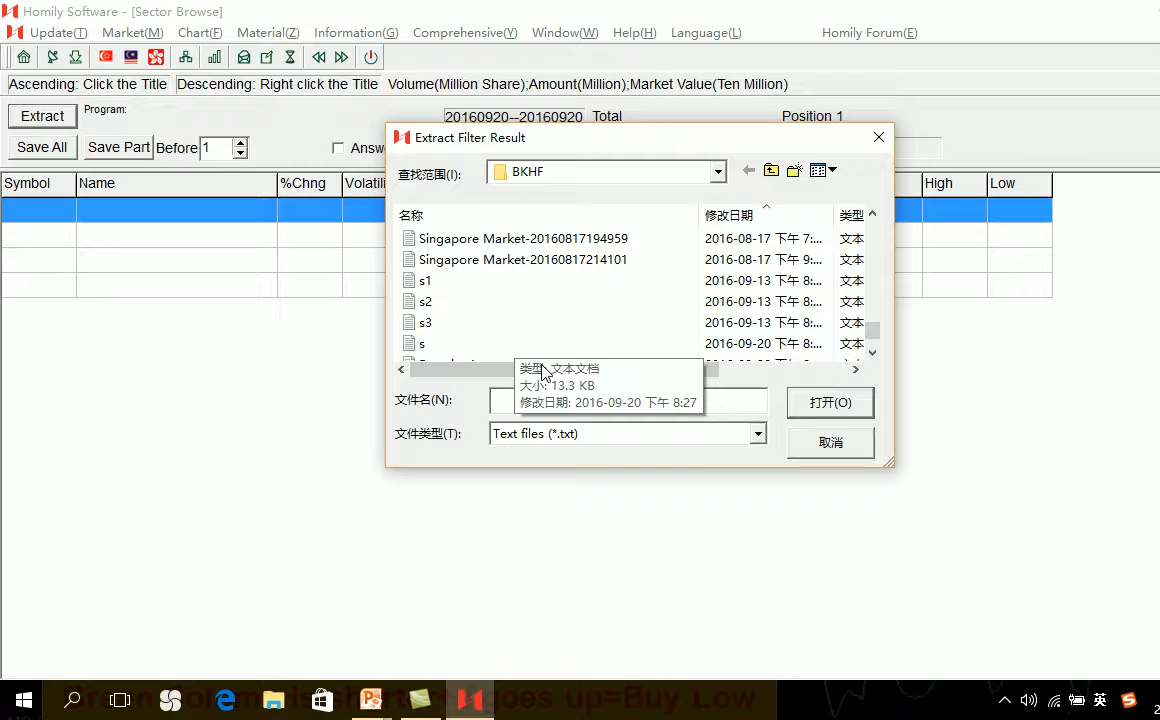 Homily Software - [Sector Browse]
Update(T) Market(M) Chart(F) Material(Z) Information(G) Comprehensive(Y) Window(W) Help(H) Language(L) Homily Forum(E)
Ascending: Click the Title Descending: Right click the Title Volume(Million Share);Amount(Million);Market Value(Ten Million)
Extract Program: 20160920--20160920 Total Position 1
Save All Save Part Before 1
Symbol Name %Chng High Low
Extract Filter Result
查找范围(I): BKHF
名称 修改日期 类型
Singapore Market-20160817194959 2016-08-17 下午 7:... 文本
Singapore Market-20160817214101 2016-08-17 下午 9:... 文本
s1 2016-09-13 下午 8:... 文本
s2 2016-09-13 下午 8:... 文本
s3 2016-09-13 下午 8:... 文本
s 2016-09-20 下午 8:... 文本
类型: 文本文档
大小: 13.3 KB
修改日期: 2016-09-20 下午 8:27
文件名(N): 打开(O)
文件类型(T): Text files (*.txt) 取消
goes up=Buy Low
英